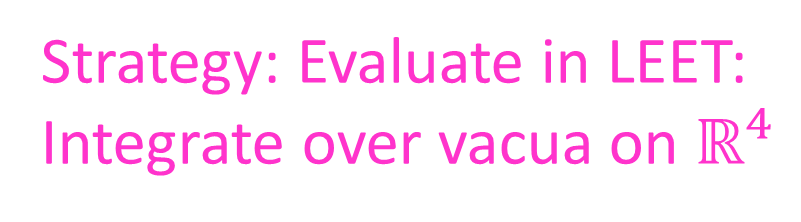 Strategy: Evaluate in LEET:
Integrate over vacua on ℝ⁴